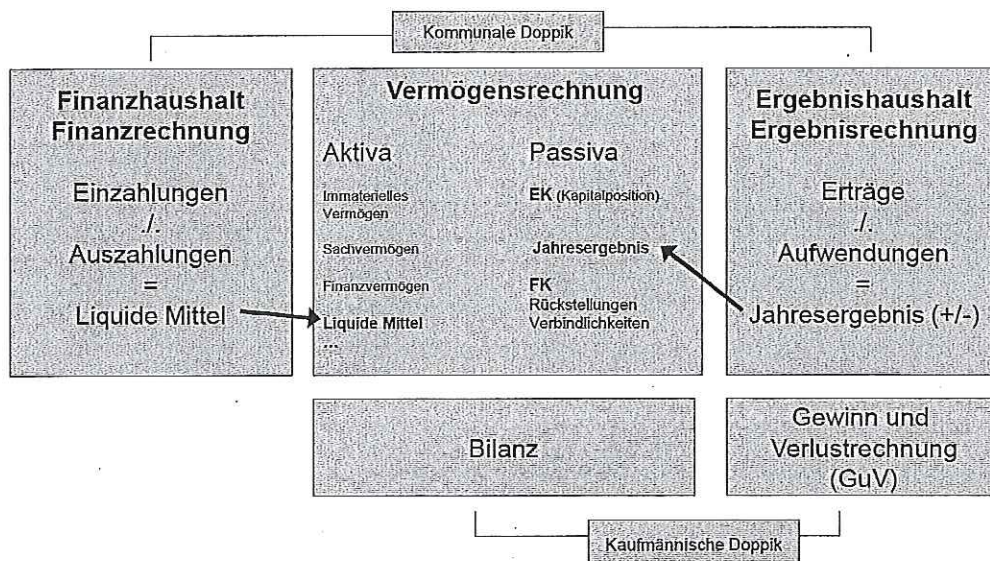 Kommunale Doppik
Finanzhaushalt
Finanzrechnung
Einzahlungen
./.
Auszahlungen
=
Liquide Mittel
Vermögensrechnung
Aktiva
Immaterielles
Vermögen
Sachvermögen
Finanzvermögen
Liquide Mittel
...
Passiva
EK (Kapitalposition)
Jahresergebnis
FK
Rückstellungen
Verbindlichkeiten
Ergebnishaushalt
Ergebnisrechnung
Erträge
./.
Aufwendungen
=
Jahresergebnis (+/-)
Bilanz
Gewinn und
Verlustrechnung
(GuV)
Kaufmännische Doppik